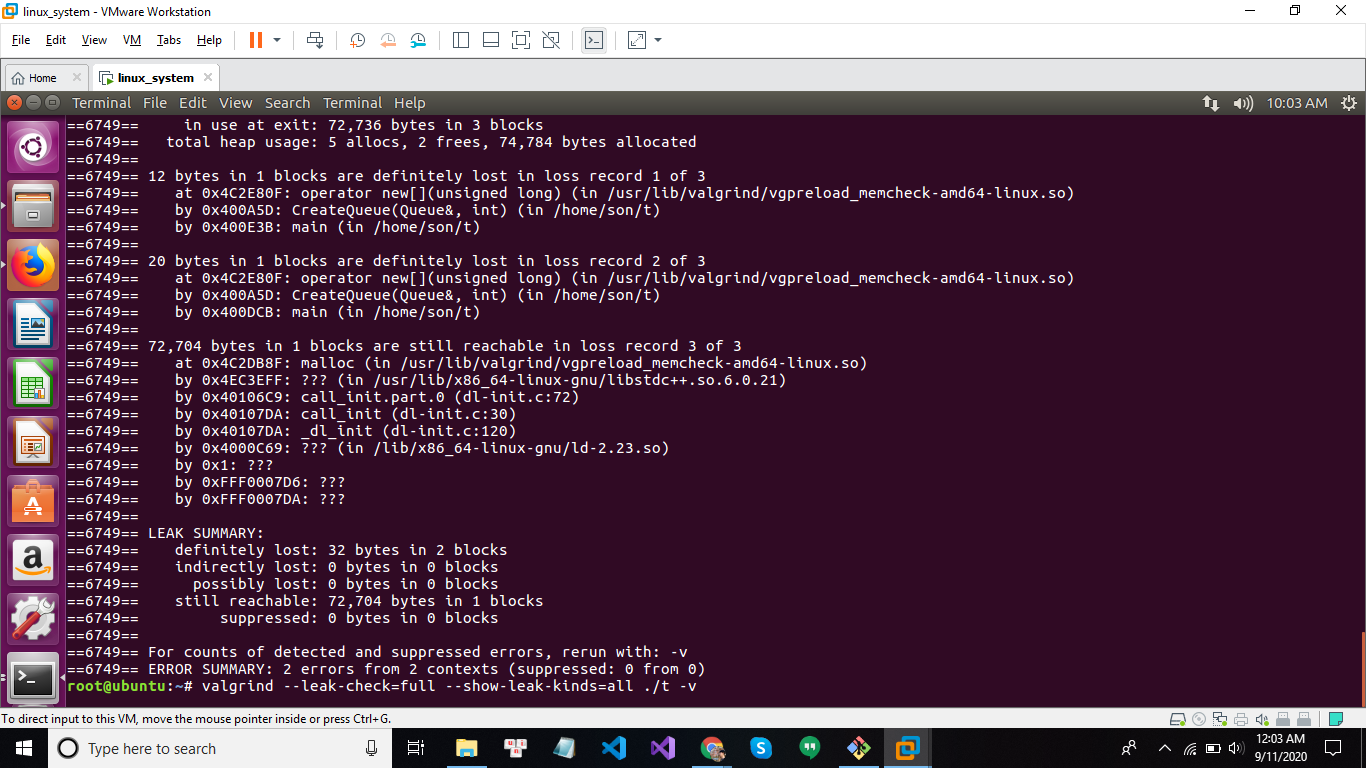 linux_system - VMware Workstation
File Edit View VM Tabs Help
Home linux_system
Terminal File Edit View Search Terminal Help 10:03 AM
==6749==     in use at exit: 72,736 bytes in 3 blocks
==6749==   total heap usage: 5 allocs, 2 frees, 74,784 bytes allocated
==6749==
==6749== 12 bytes in 1 blocks are definitely lost in loss record 1 of 3
==6749==    at 0x4C2E80F: operator new[](unsigned long) (in /usr/lib/valgrind/vgpreload_memcheck-amd64-linux.so)
==6749==    by 0x400A5D: CreateQueue(Queue&, int) (in /home/son/t)
==6749==    by 0x400E3B: main (in /home/son/t)
==6749==
==6749== 20 bytes in 1 blocks are definitely lost in loss record 2 of 3
==6749==    at 0x4C2E80F: operator new[](unsigned long) (in /usr/lib/valgrind/vgpreload_memcheck-amd64-linux.so)
==6749==    by 0x400A5D: CreateQueue(Queue&, int) (in /home/son/t)
==6749==    by 0x400DCB: main (in /home/son/t)
==6749==
==6749== 72,704 bytes in 1 blocks are still reachable in loss record 3 of 3
==6749==    at 0x4C2DB8F: malloc (in /usr/lib/valgrind/vgpreload_memcheck-amd64-linux.so)
==6749==    by 0x4EC3EFF: ??? (in /usr/lib/x86_64-linux-gnu/libstdc++.so.6.0.21)
==6749==    by 0x40106C9: call_init.part.0 (dl-init.c:72)
==6749==    by 0x40107DA: call_init (dl-init.c:30)
==6749==    by 0x40107DA: _dl_init (dl-init.c:120)
==6749==    by 0x4000C69: ??? (in /lib/x86_64-linux-gnu/ld-2.23.so)
==6749==    by 0x1: ???
==6749==    by 0xFFF0007D6: ???
==6749==    by 0xFFF0007DA: ???
==6749==
==6749== LEAK SUMMARY:
==6749==    definitely lost: 32 bytes in 2 blocks
==6749==    indirectly lost: 0 bytes in 0 blocks
==6749==      possibly lost: 0 bytes in 0 blocks
==6749==    still reachable: 72,704 bytes in 1 blocks
==6749==         suppressed: 0 bytes in 0 blocks
==6749==
==6749== For counts of detected and suppressed errors, rerun with: -v
==6749== ERROR SUMMARY: 2 errors from 2 contexts (suppressed: 0 from 0)
root@ubuntu:~# valgrind --leak-check=full --show-leak-kinds=all ./t -v
To direct input to this VM, move the mouse pointer inside or press Ctrl+G.
Type here to search
12:03 AM
9/11/2020